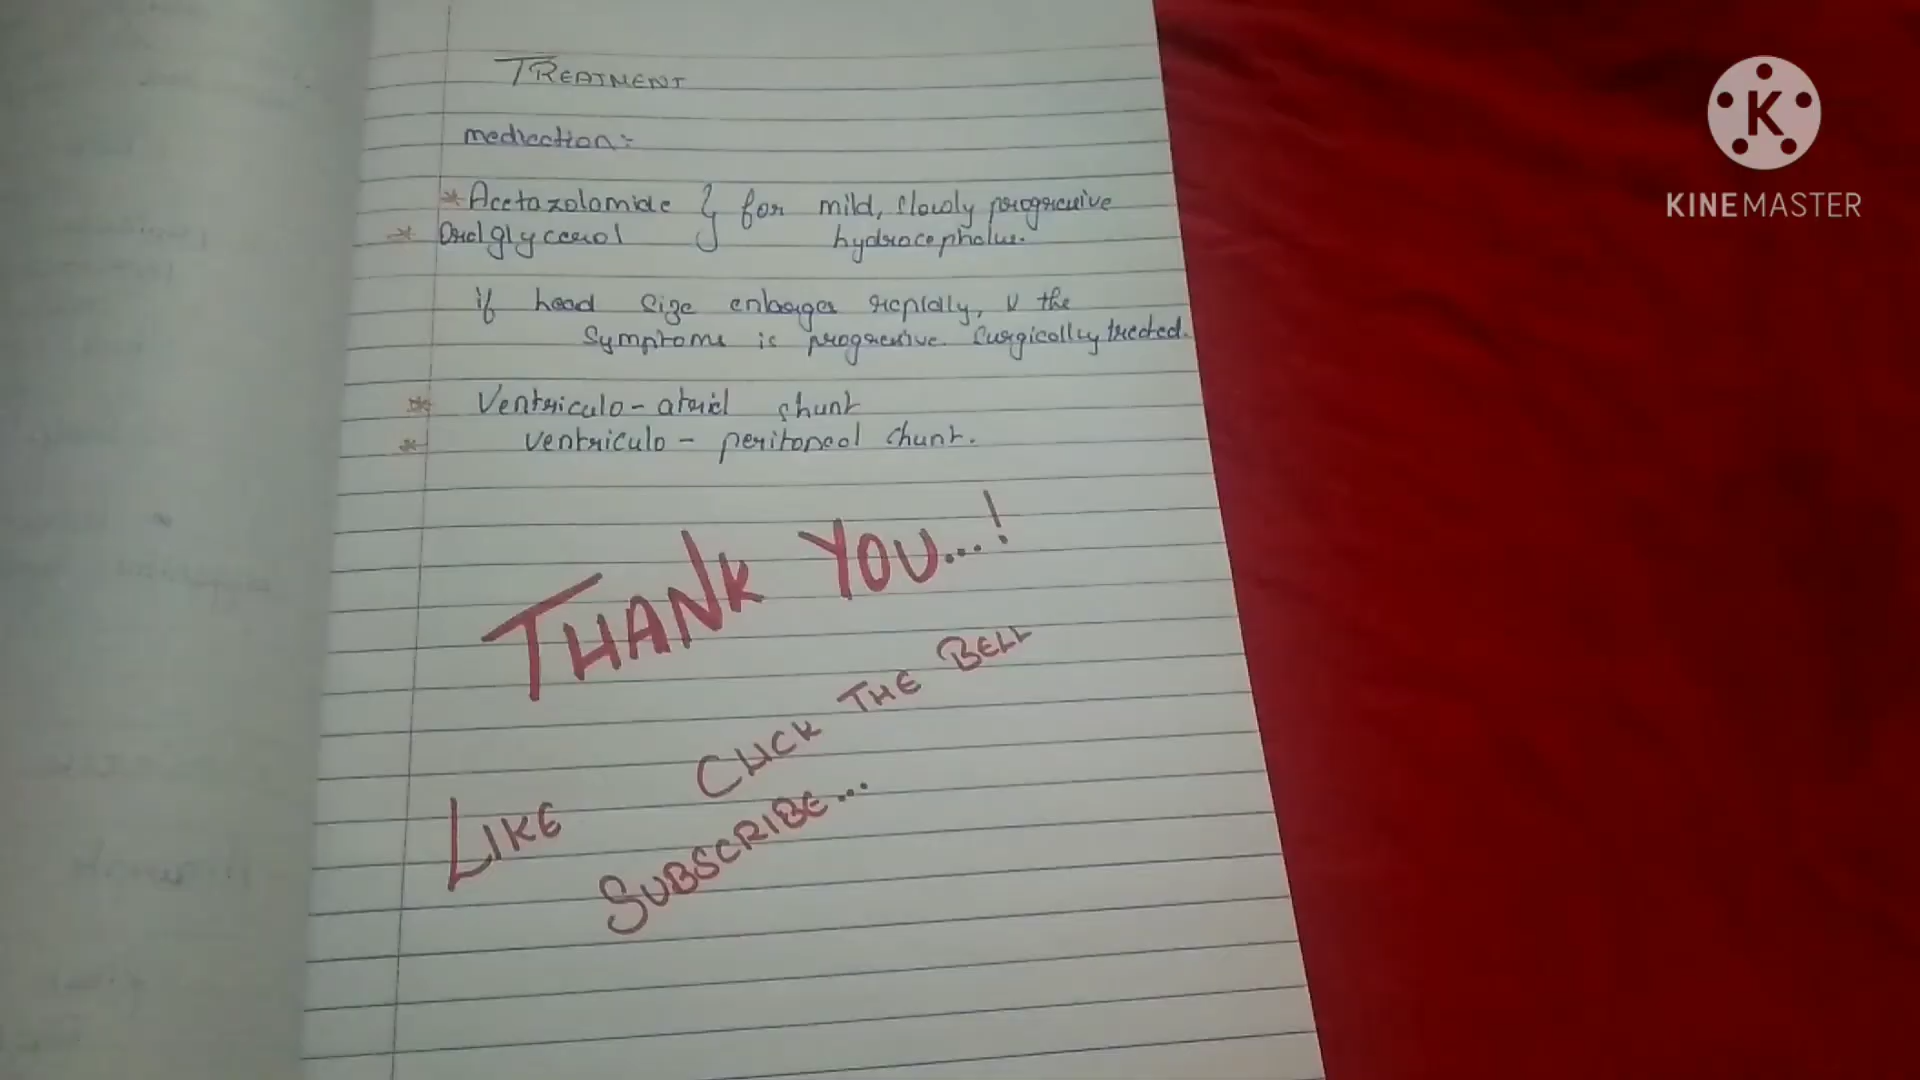 TREATMENT
medication:-
* Acetazolamide } for mild, slowly progressive
* Oral glycerol hydrocephalus.
if head size enlarges rapidly, the
symptoms is progressive surgically treated.
* Ventriculo - atrial shunt
* ventriculo - peritoneal shunt.
THANK YOU...!
LIKE CLICK THE BELL
SUBSCRIBE...
K
KINEMASTER